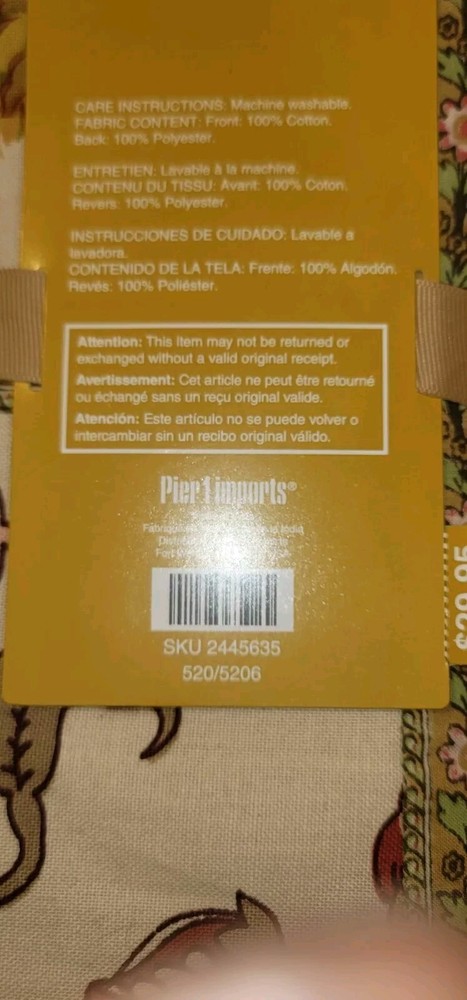 CARE INSTRUCTIONS: Machine washable.
FABRIC CONTENT: Front: 100% Cotton.
Back: 100% Polyester.
ENTRETIEN: Lavable à la machine.
CONTENU DU TISSU: Avant: 100% Coton.
Revers: 100% Polyester.
INSTRUCCIONES DE CUIDADO: Lavable a
lavadora.
CONTENIDO DE LA TELA: Frente: 100% Algodón.
Revés: 100% Poliéster.
Attention: This item may not be returned or
exchanged without a valid original receipt.
Avertissement: Cet article ne peut être retourné
ou échangé sans un reçu original valide.
Atención: Este artículo no se puede volver o
intercambiar sin un recibo original válido.
Pier 1 imports®
India
Fort
SKU 2445635
520/5206
$29.95